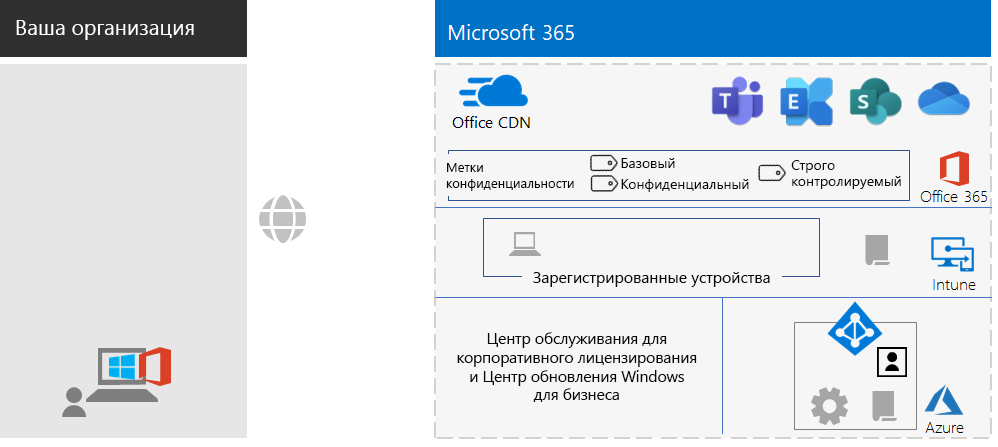 Ваша организация
Microsoft 365
Office CDN
T
E
S
Метки
конфиденциальности
Базовый
Конфиденциальный
Строго
контролируемый
Office 365
Зарегистрированные устройства
Intune
Центр обслуживания для
корпоративного лицензирования
и Центр обновления Windows
для бизнеса
Azure